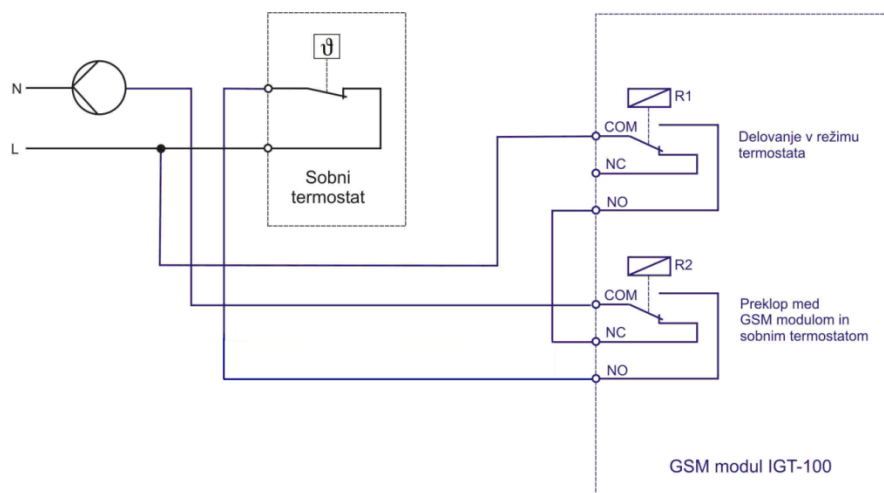 N
L
ϑ
Sobni
termostat
R1
COM
NC
NO
Delovanje v režimu
termostata
R2
COM
NC
NO
Preklop med
GSM modulom in
sobnim termostatom
GSM modul IGT-100